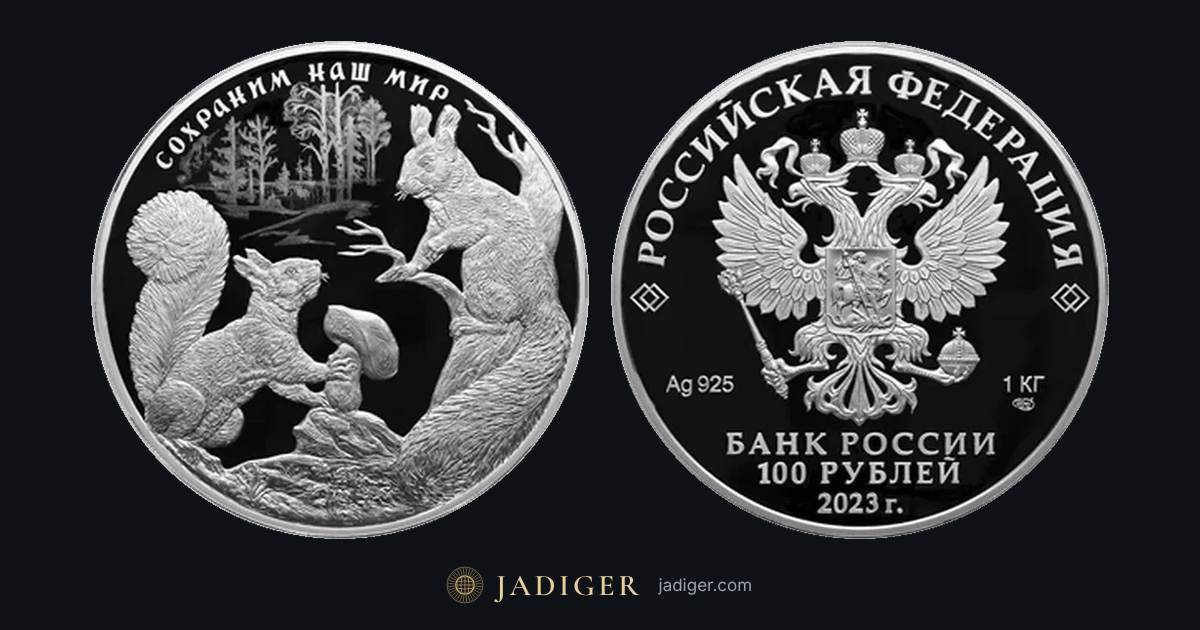 СОХРАНИМ НАШ МИР
РОССИЙСКАЯ ФЕДЕРАЦИЯ
Ag 925
1 КГ
БАНК РОССИИ
100 РУБЛЕЙ
2023 г.
JADIGER
jadiger.com